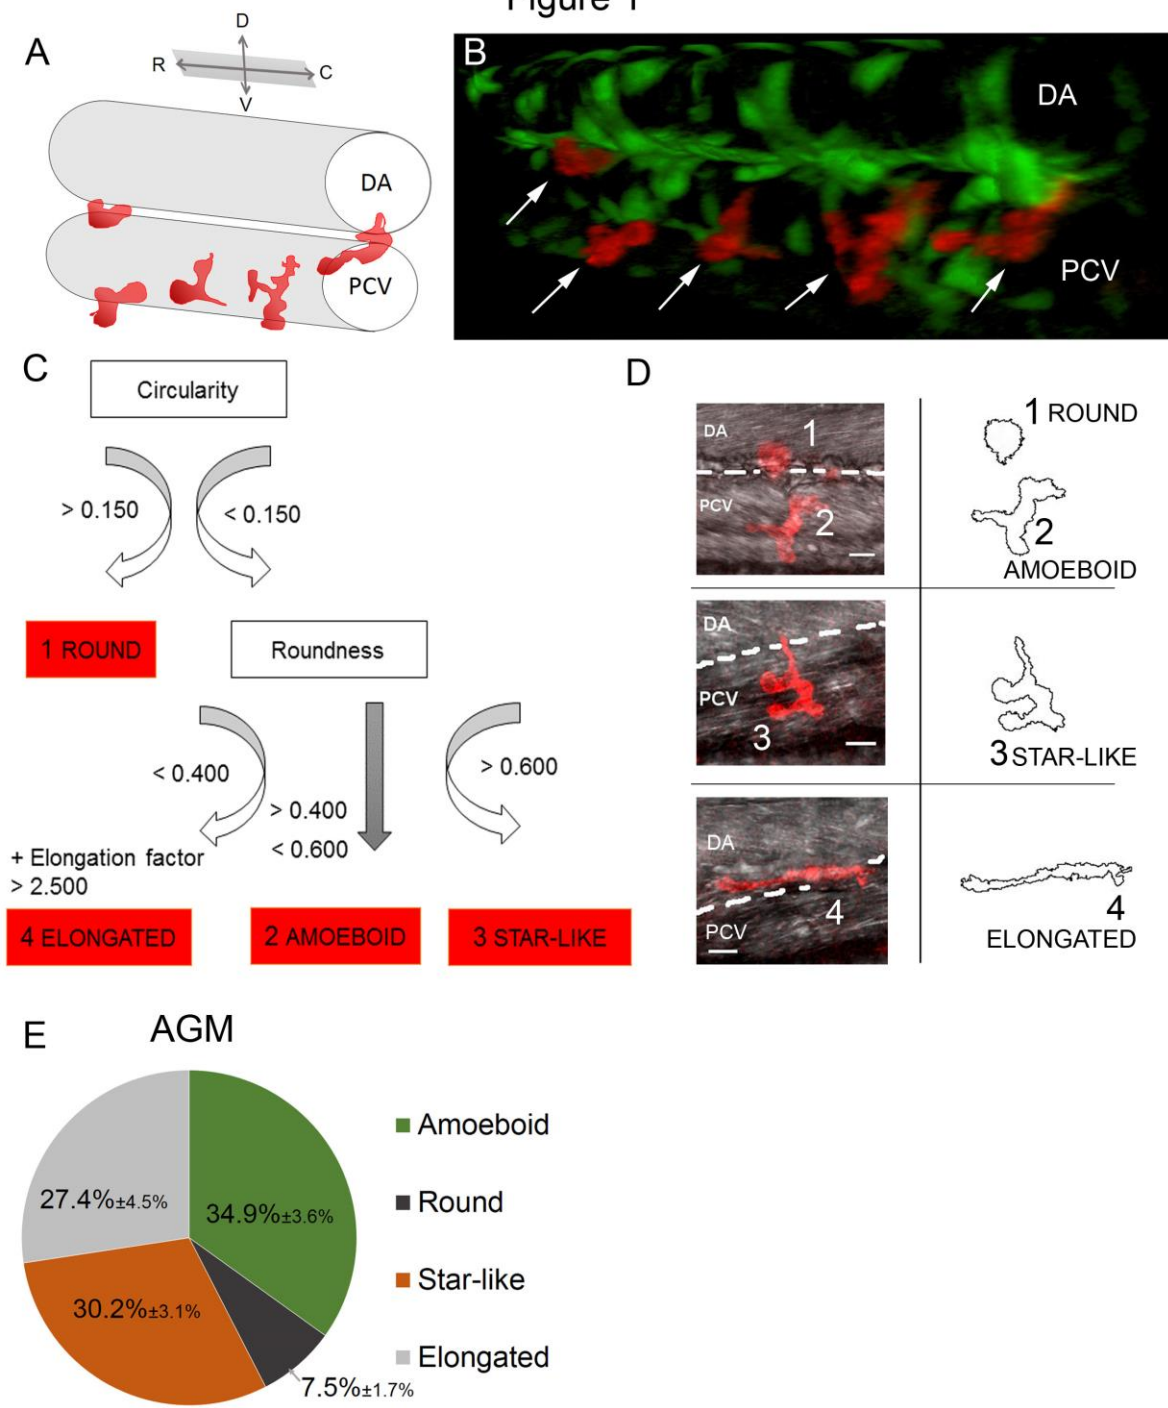 Figure 1
A
D
R
C
V
DA
PCV
B
DA
PCV
C
Circularity
> 0.150
< 0.150
1 ROUND
Roundness
< 0.400
> 0.400
< 0.600
> 0.600
+ Elongation factor
> 2.500
4 ELONGATED
2 AMOEBOID
3 STAR-LIKE
D
DA
1
PCV
2
1 ROUND
2
AMOEBOID
DA
PCV
3
3 STAR-LIKE
DA
4
PCV
4
ELONGATED
E
AGM
27.4%±4.5%
34.9%±3.6%
30.2%±3.1%
7.5%±1.7%
Amoeboid
Round
Star-like
Elongated